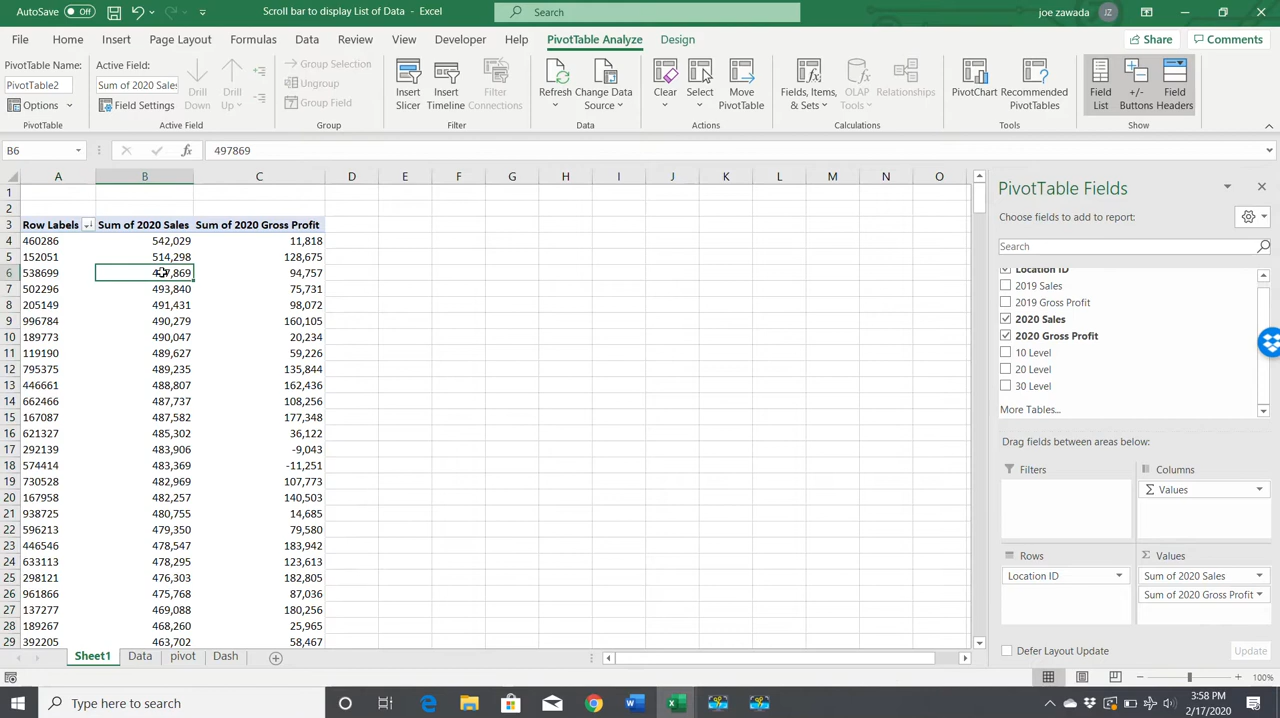 AutoSave Off Scroll bar to display List of Data - Excel Search joe zawada JZ
File Home Insert Page Layout Formulas Data Review View Developer Help PivotTable Analyze Design Share Comments
PivotTable Name: Active Field: Group Selection
PivotTable2 Sum of 2020 Sales Drill Down Drill Up Ungroup Insert Slicer Insert Timeline Filter Connections Refresh Change Data Source Clear Select Move PivotTable Fields, Items, & Sets OLAP Tools Relationships PivotChart Recommended PivotTables Field List +/- Buttons Field Headers
Options Field Settings Group Field
PivotTable Active Field Group Filter Data Actions Calculations Tools Show
B6 fx 497869
A B C D E F G H I J K L M N O
1
2
3 Row Labels Sum of 2020 Sales Sum of 2020 Gross Profit
4 460286 542,029 11,818
5 152051 514,298 128,675
6 538699 94,757
7 502296 493,840 75,731
8 205149 491,431 98,072
9 996784 490,279 160,105
10 189773 490,047 20,234
11 119190 489,627 59,226
12 795375 489,235 135,844
13 446661 488,807 162,436
14 662466 487,737 108,256
15 167087 487,582 177,348
16 621327 485,302 36,122
17 292139 483,906 -9,043
18 574414 483,369 -11,251
19 730528 482,969 107,773
20 167958 482,257 140,503
21 938725 480,755 14,685
22 596213 479,350 79,580
23 446546 478,547 183,942
24 633113 478,295 123,613
25 298121 476,303 182,805
26 961866 475,768 87,036
27 137277 469,088 180,256
28 189267 468,260 25,965
29 392205 463,702 58,467
PivotTable Fields
Choose fields to add to report:
Search
Location ID
2019 Sales
2019 Gross Profit
2020 Sales
2020 Gross Profit
10 Level
20 Level
30 Level
More Tables...
Drag fields between areas below:
Filters Columns
Σ Values
Rows Σ Values
Location ID Sum of 2020 Sales
Sum of 2020 Gross Profit
Defer Layout Update Update
Sheet1 Data pivot Dash
100%
Type here to search
3:58 PM
2/17/2020